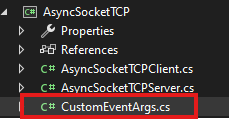 AsyncSocketTCP
Properties
References
AsyncSocketTCPClient.cs
AsyncSocketTCPServer.cs
CustomEventArgs.cs